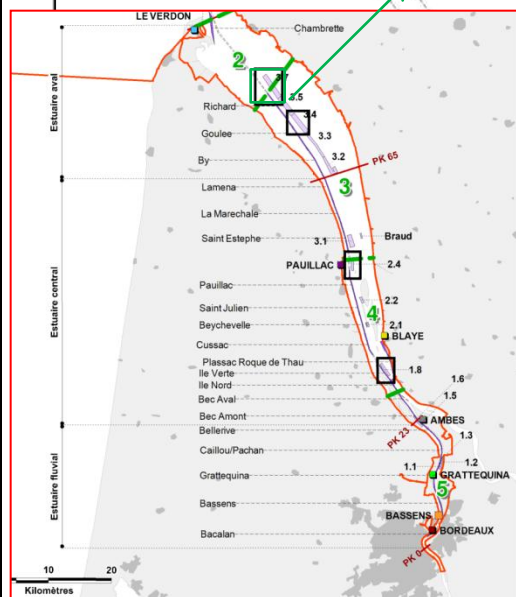 LE VERDON
Chambrette
Estuaire aval
2
3.7
3.5
Richard
3.4
Goulee
3.3
By
3.2
PK 65
Lamena
3
La Marechale
Saint Estephe
3.1
Braud
PAUILLAC
2.4
Estuaire central
Pauillac
2.2
Saint Julien
4
Beychevelle
2.1
BLAYE
Cussac
Plassac Roque de Thau
1.8
Ile Verte
1.6
Ile Nord
1.5
Bec Aval
Bec Amont
AMBES
Bellerive
PK 23
1.3
Caillou/Pachan
1.2
Estuaire fluvial
1.1
Grattequina
GRATTEQUINA
5
Bassens
BASSENS
Bacalan
BORDEAUX
PK 0
0 10 20
Kilomètres